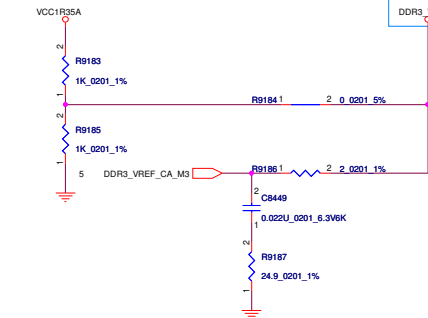 VCC1R35A
DDR3_
2
R9183
1K_0201_1%
1
R9184 1
2 0_0201_5%
2
R9185
1K_0201_1%
1
5 DDR3_VREF_CA_M3
R9186 1
2 2_0201_1%
2
C8449
0.022U_0201_6.3V6K
1
2
R9187
24.9_0201_1%
1